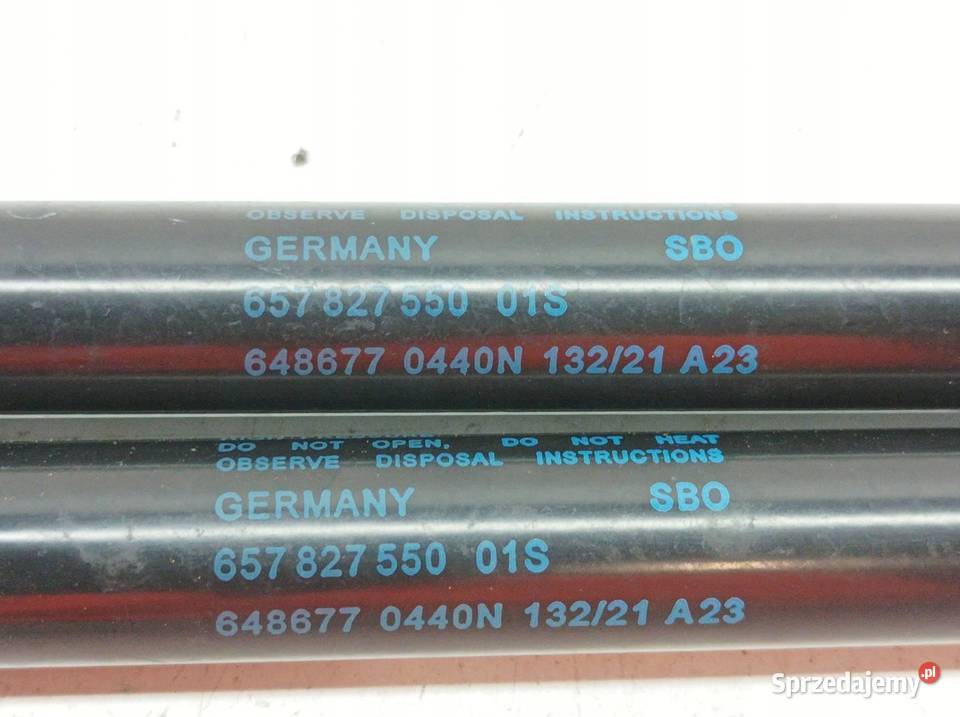 OBSERVE DISPOSAL INSTRUCTIONS
GERMANY SBO
657 827 550 01S
648677 0440N 132/21 A23
DO NOT OPEN, DO NOT HEAT
OBSERVE DISPOSAL INSTRUCTIONS
GERMANY SBO
657 827 550 01S
648677 0440N 132/21 A23
Sprzedajemy.pl